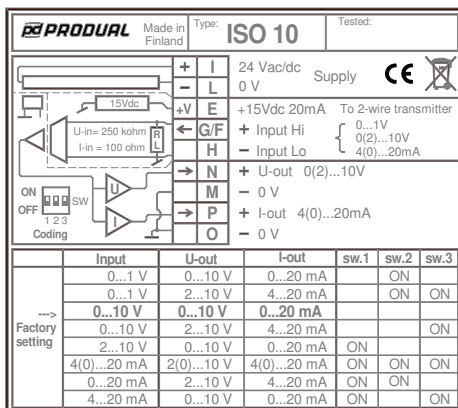 PRODUAL Made in Finland Type: ISO 10 Tested:
+ I 24 Vac/dc Supply CE
− L 0 V
15Vdc +V E +15Vdc 20mA To 2-wire transmitter
U-in= 250 kohm R L ← G/F + Input Hi { 0...1V
0(2)...10V
I-in = 100 ohm H − Input Lo 4(0)...20mA
U → N + U-out 0(2)...10V
M − 0 V
ON OFF SW 1 2 3 Coding
I → P + I-out 4(0)...20mA
O − 0 V
Input U-out I-out sw.1 sw.2 sw.3
0...1 V 0...10 V 0...20 mA ON
0...1 V 2...10 V 4...20 mA ON ON
---> Factory setting
0...10 V 0...10 V 0...20 mA
0...10 V 2...10 V 4...20 mA ON
2...10 V 0...10 V 0...20 mA ON
4(0)...20 mA 2(0)...10 V 4(0)...20 mA ON ON ON
0...20 mA 2...10 V 4...20 mA ON ON
4...20 mA 0...10 V 0...20 mA ON ON